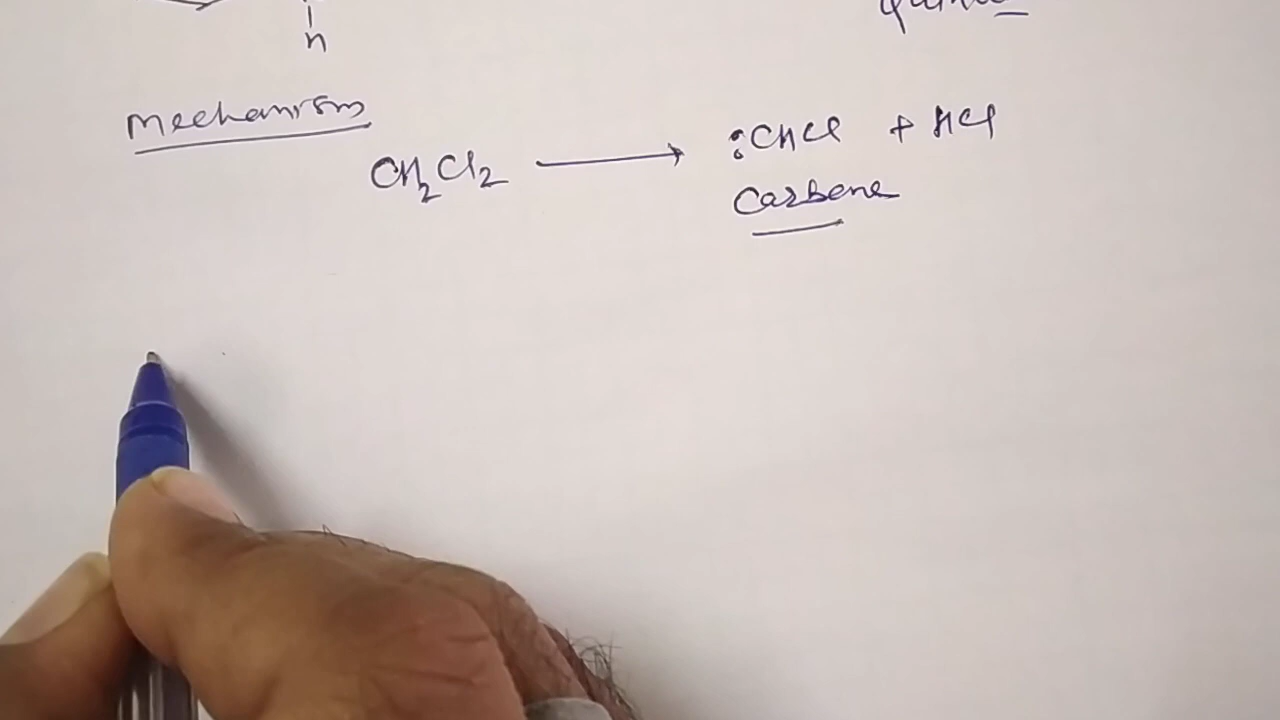 n
Mechanism
CH2Cl2 → :CHCl + HCl
Carbene